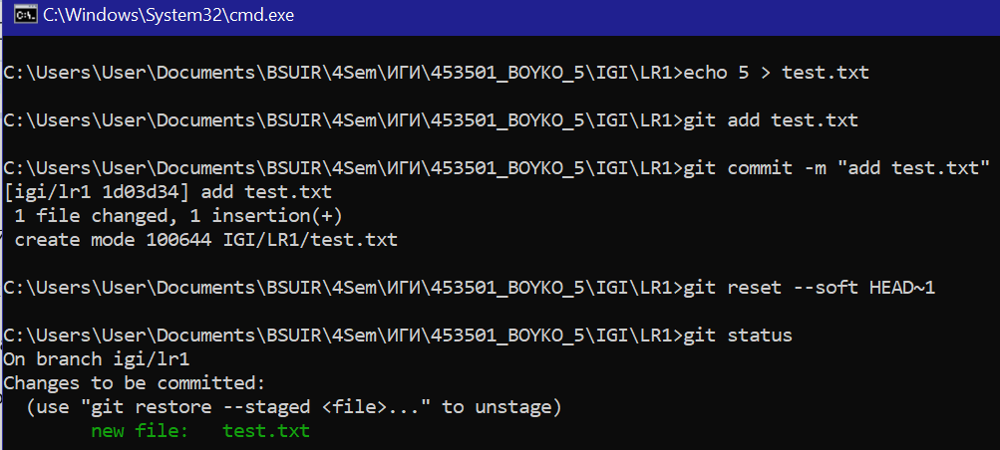 C:\Windows\System32\cmd.exe
C:\Users\User\Documents\BSUIR\4Sem\ИГИ\453501_BOYKO_5\IGI\LR1>echo 5 > test.txt
C:\Users\User\Documents\BSUIR\4Sem\ИГИ\453501_BOYKO_5\IGI\LR1>git add test.txt
C:\Users\User\Documents\BSUIR\4Sem\ИГИ\453501_BOYKO_5\IGI\LR1>git commit -m "add test.txt"
[igi/lr1 1d03d34] add test.txt
 1 file changed, 1 insertion(+)
 create mode 100644 IGI/LR1/test.txt
C:\Users\User\Documents\BSUIR\4Sem\ИГИ\453501_BOYKO_5\IGI\LR1>git reset --soft HEAD~1
C:\Users\User\Documents\BSUIR\4Sem\ИГИ\453501_BOYKO_5\IGI\LR1>git status
On branch igi/lr1
Changes to be committed:
  (use "git restore --staged <file>..." to unstage)
        new file:   test.txt